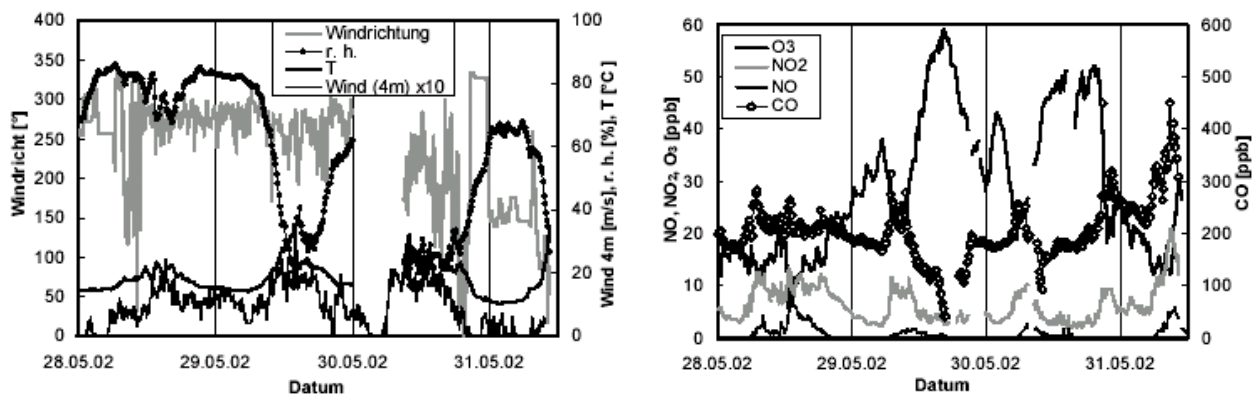 400
350
300
250
200
150
100
50
0
Windricht [°]
Windrichtung
r. h.
T
Wind (4m) x10
100
80
60
40
20
0
Wind 4m [m/s], r. h. [%], T [°C]
28.05.02 29.05.02 30.05.02 31.05.02
Datum
60
50
40
30
20
10
0
NO, NO2, O3 [ppb]
O3
NO2
NO
CO
600
500
400
300
200
100
0
CO [ppb]
28.05.02 29.05.02 30.05.02 31.05.02
Datum